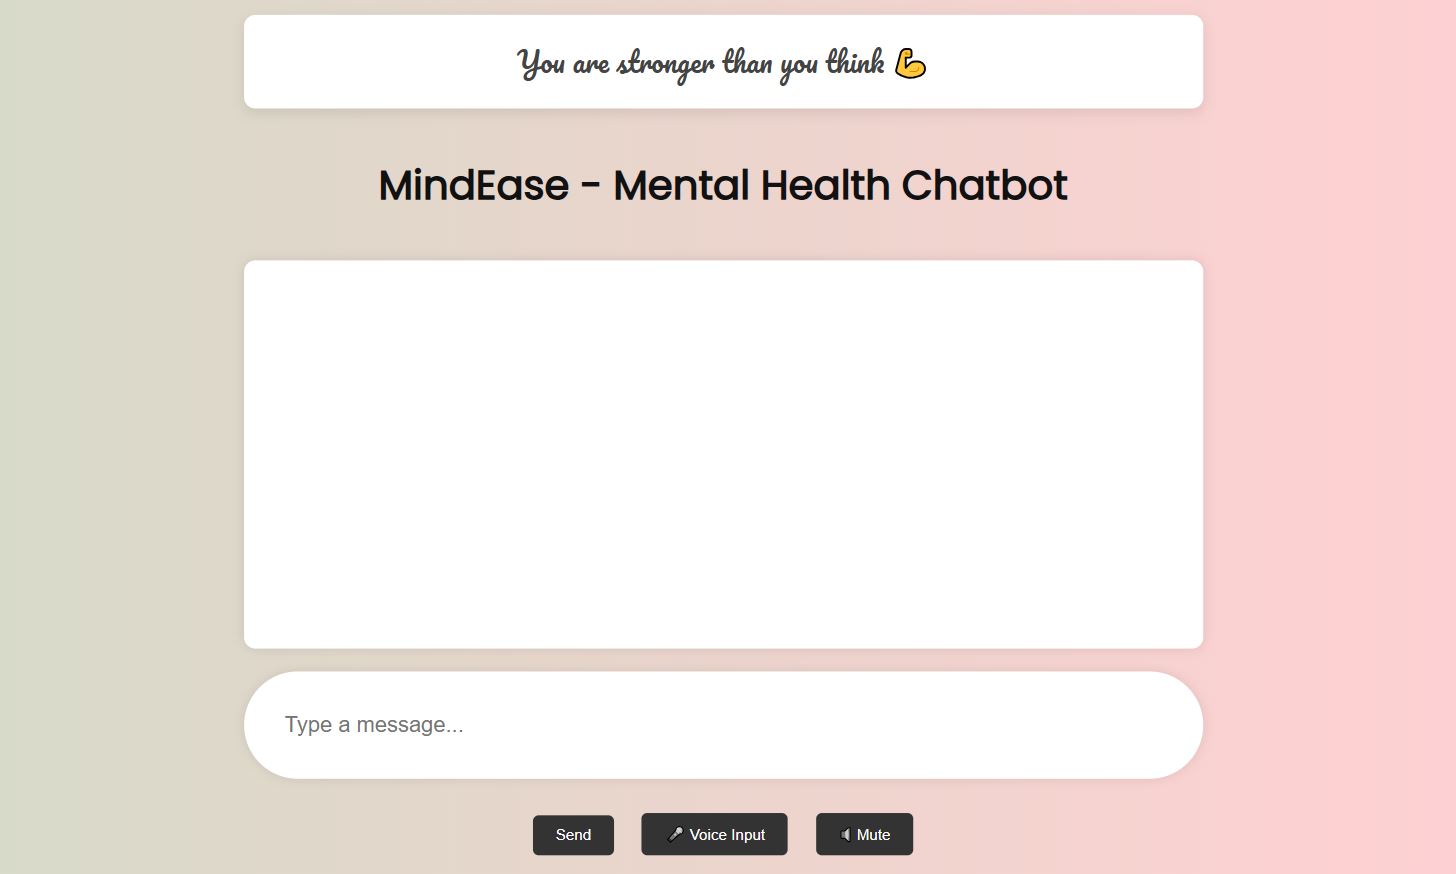 You are stronger than you think 💪
MindEase - Mental Health Chatbot
Type a message...
Send
🎤 Voice Input
🔈 Mute